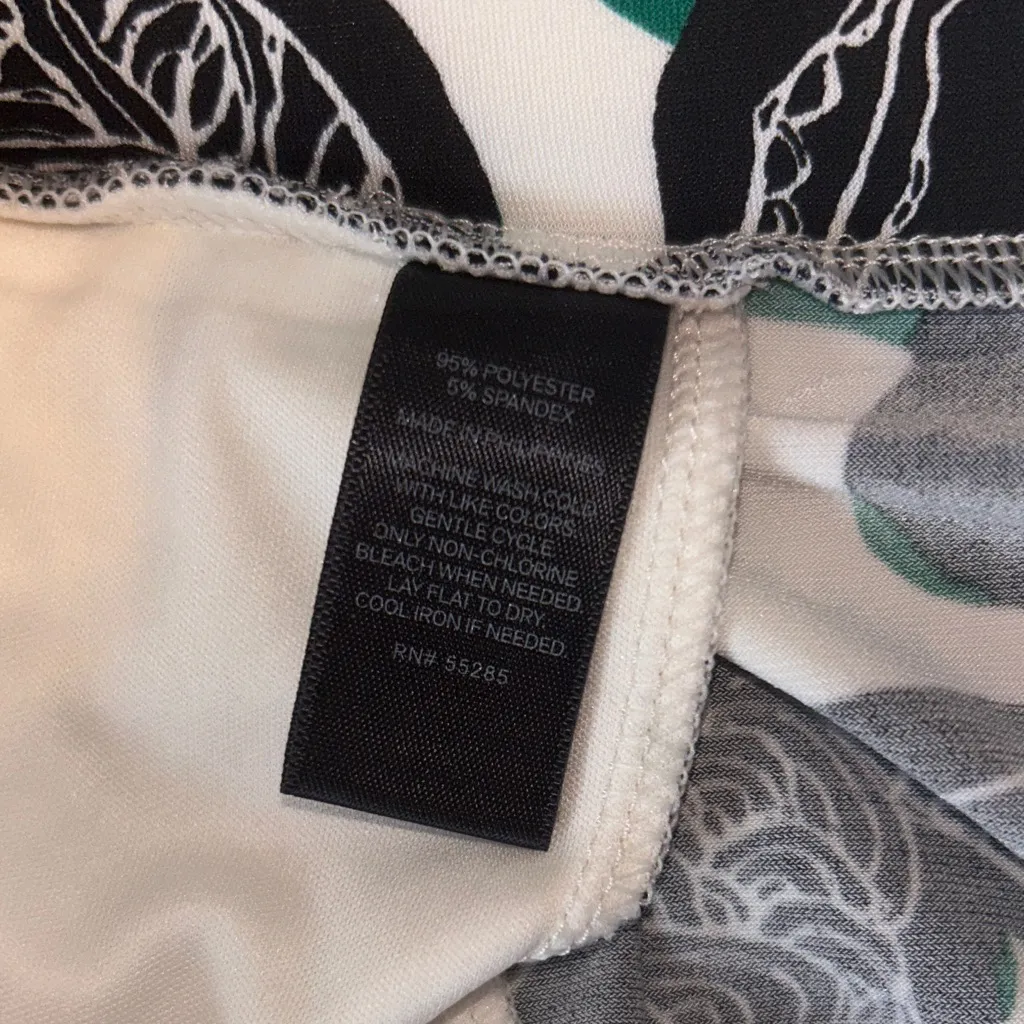 95% POLYESTER
5% SPANDEX
MADE IN PHILIPPINES
MACHINE WASH COLD
WITH LIKE COLORS
GENTLE CYCLE
ONLY NON-CHLORINE
BLEACH WHEN NEEDED
LAY FLAT TO DRY
COOL IRON IF NEEDED
RN# 55285